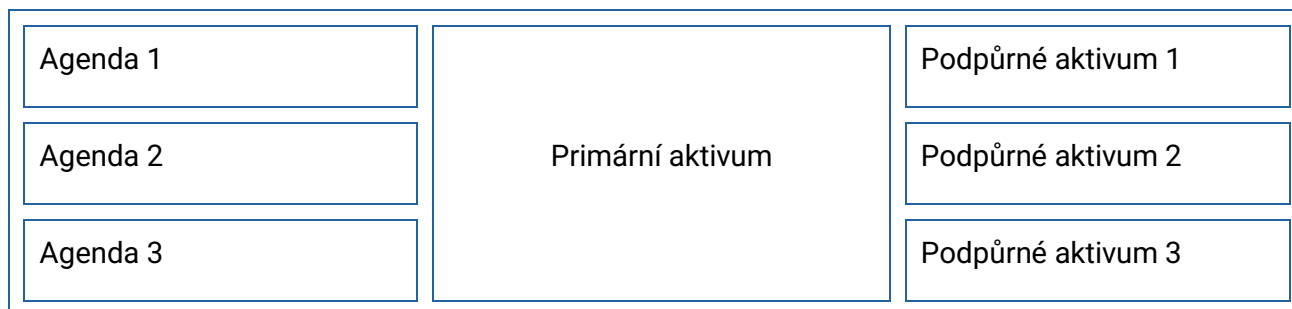 Agenda 1
Podpůrné aktivum 1
Agenda 2
Primární aktivum
Podpůrné aktivum 2
Agenda 3
Podpůrné aktivum 3